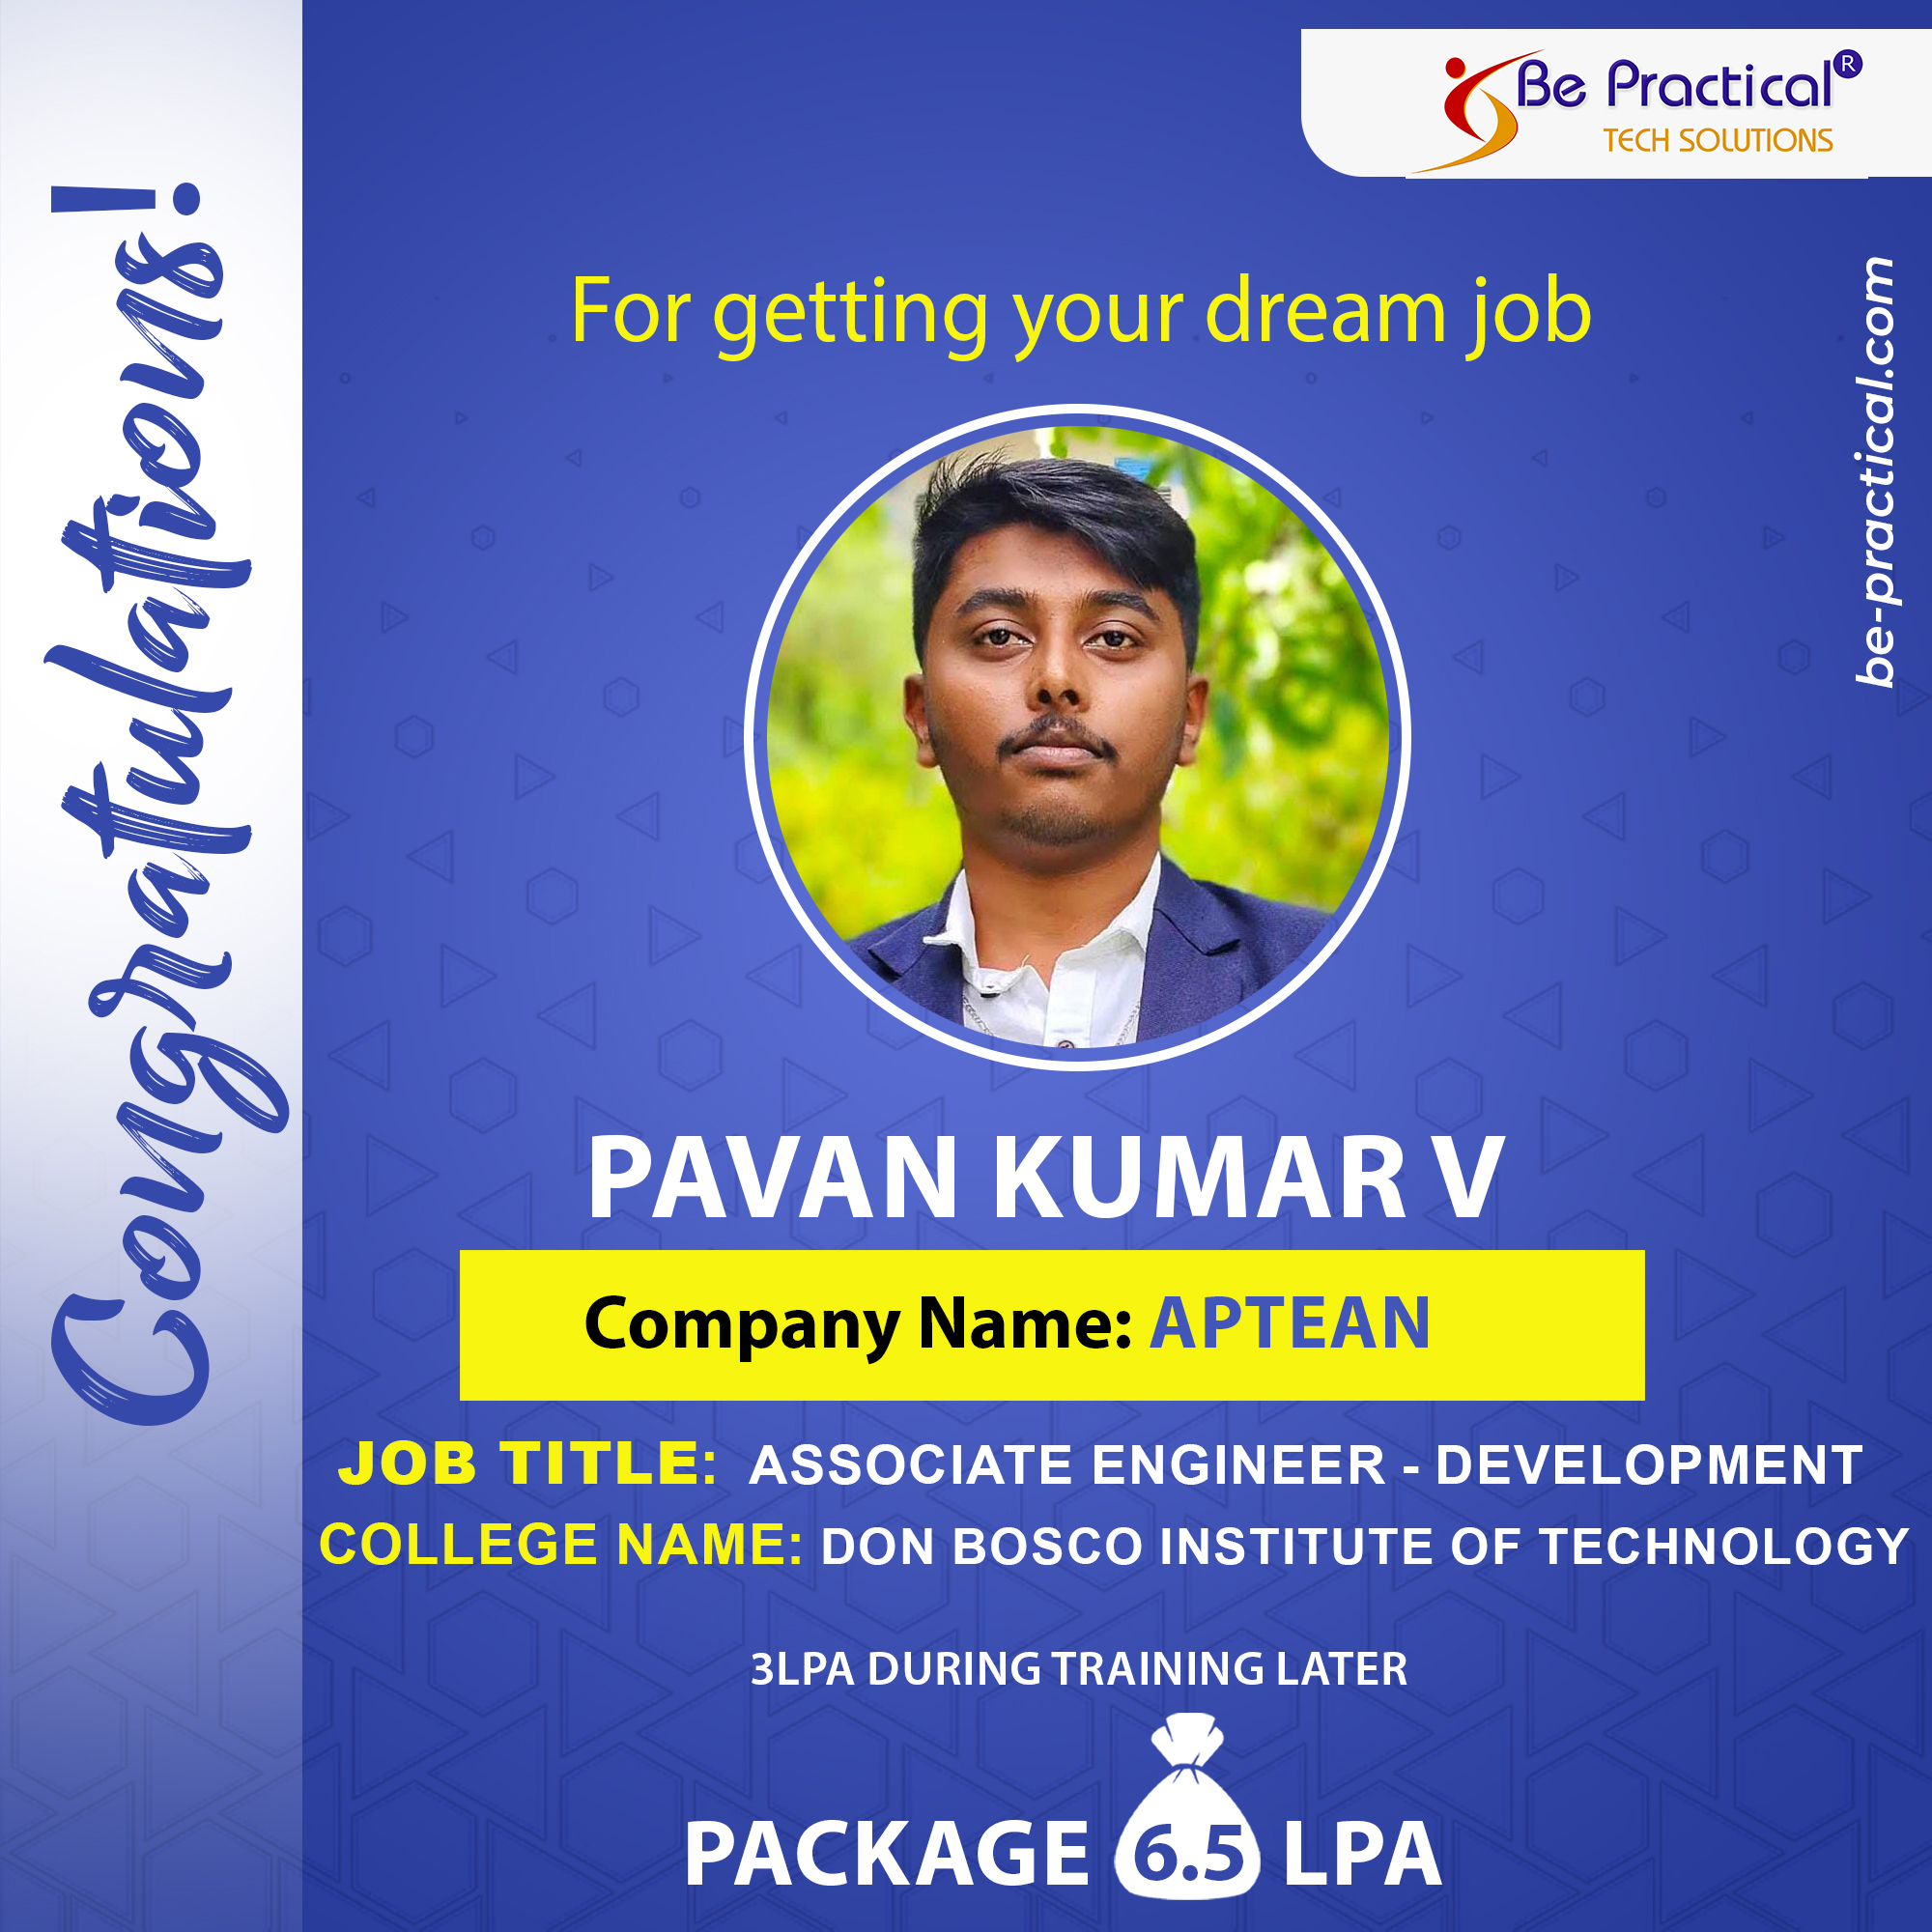 Congratulations!
Be Practical®
TECH SOLUTIONS
be-practical.com
For getting your dream job
PAVAN KUMAR V
Company Name: APTEAN
JOB TITLE: ASSOCIATE ENGINEER - DEVELOPMENT
COLLEGE NAME: DON BOSCO INSTITUTE OF TECHNOLOGY
3LPA DURING TRAINING LATER
PACKAGE 6.5 LPA